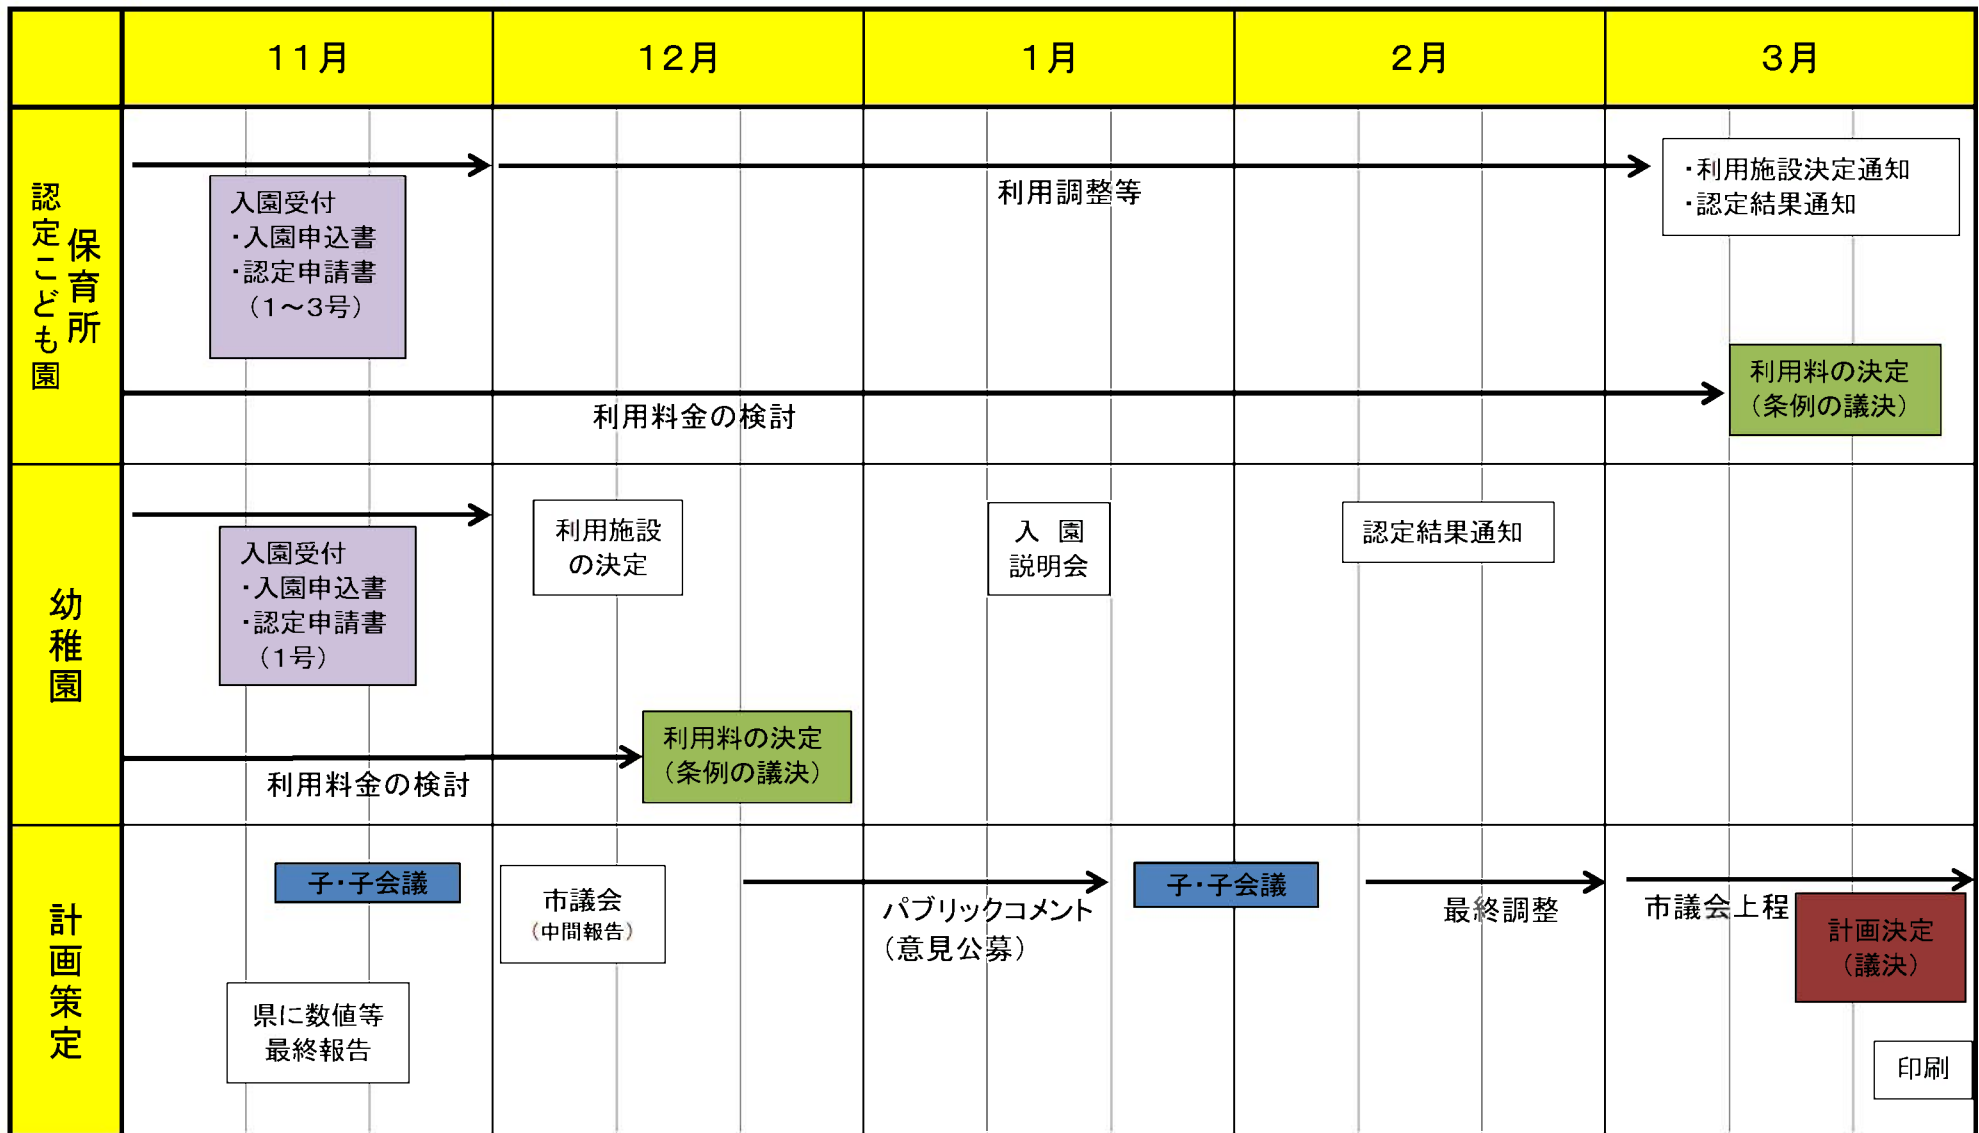 11月
12月
1月
2月
3月
保育所
認定こども園
入園受付
・入園申込書
・認定申請書
(1～3号)
利用調整等
・利用施設決定通知
・認定結果通知
利用料金の検討
利用料の決定
(条例の議決)
幼稚園
入園受付
・入園申込書
・認定申請書
(1号)
利用施設
の決定
入 園
説明会
認定結果通知
利用料金の検討
利用料の決定
(条例の議決)
計画策定
子・子会議
県に数値等
最終報告
市議会
(中間報告)
パブリックコメント
(意見公募)
子・子会議
最終調整
市議会上程
計画決定
(議決)
印刷